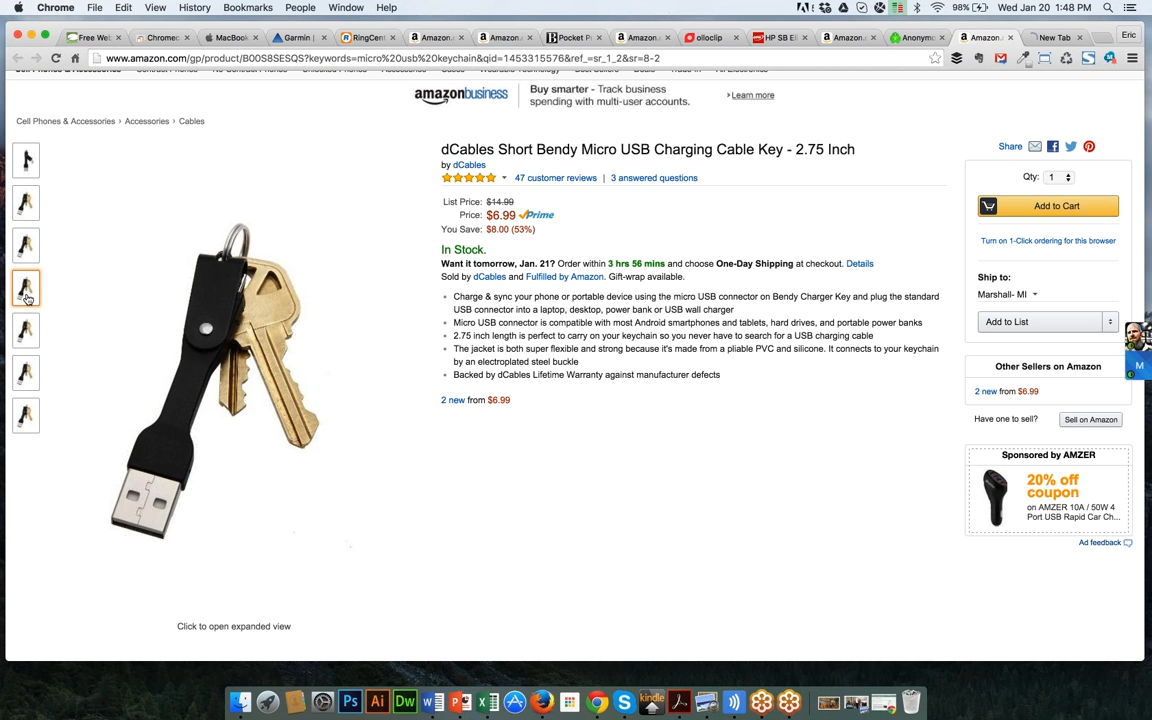 Chrome File Edit View History Bookmarks People Window Help 98% Wed Jan 20 1:48 PM
Free Web Chromec MacBook Garmin | RingCent Amazon. Amazon. Pocket P Amazon. olloclip HP SB El Amazon. Anonymo Amazon. New Tab Eric
www.amazon.com/gp/product/B00S8ESEQS?keywords=micro%20usb%20keychain&qid=1453315576&ref_=sr_1_2&sr=8-2
amazonbusiness
Buy smarter - Track business
spending with multi-user accounts.
› Learn more
Cell Phones & Accessories › Accessories › Cables
dCables Short Bendy Micro USB Charging Cable Key - 2.75 Inch
by dCables
47 customer reviews | 3 answered questions
List Price: $14.99
Price: $6.99 Prime
You Save: $8.00 (53%)
In Stock.
Want it tomorrow, Jan. 21? Order within 3 hrs 56 mins and choose One-Day Shipping at checkout. Details
Sold by dCables and Fulfilled by Amazon. Gift-wrap available.
Charge & sync your phone or portable device using the micro USB connector on Bendy Charger Key and plug the standard
USB connector into a laptop, desktop, power bank or USB wall charger
Micro USB connector is compatible with most Android smartphones and tablets, hard drives, and portable power banks
2.75 inch length is perfect to carry on your keychain so you never have to search for a USB charging cable
The jacket is both super flexible and strong because it's made from a pliable PVC and silicone. It connects to your keychain
by an electroplated steel buckle
Backed by dCables Lifetime Warranty against manufacturer defects
2 new from $6.99
Click to open expanded view
Share
Qty: 1
Add to Cart
Turn on 1-Click ordering for this browser
Ship to:
Marshall- MI
Add to List
Other Sellers on Amazon
2 new from $6.99
Have one to sell? Sell on Amazon
Sponsored by AMZER
20% off
coupon
on AMZER 10A / 50W 4
Port USB Rapid Car Ch...
Ad feedback
M
Ps Ai Dw kindle